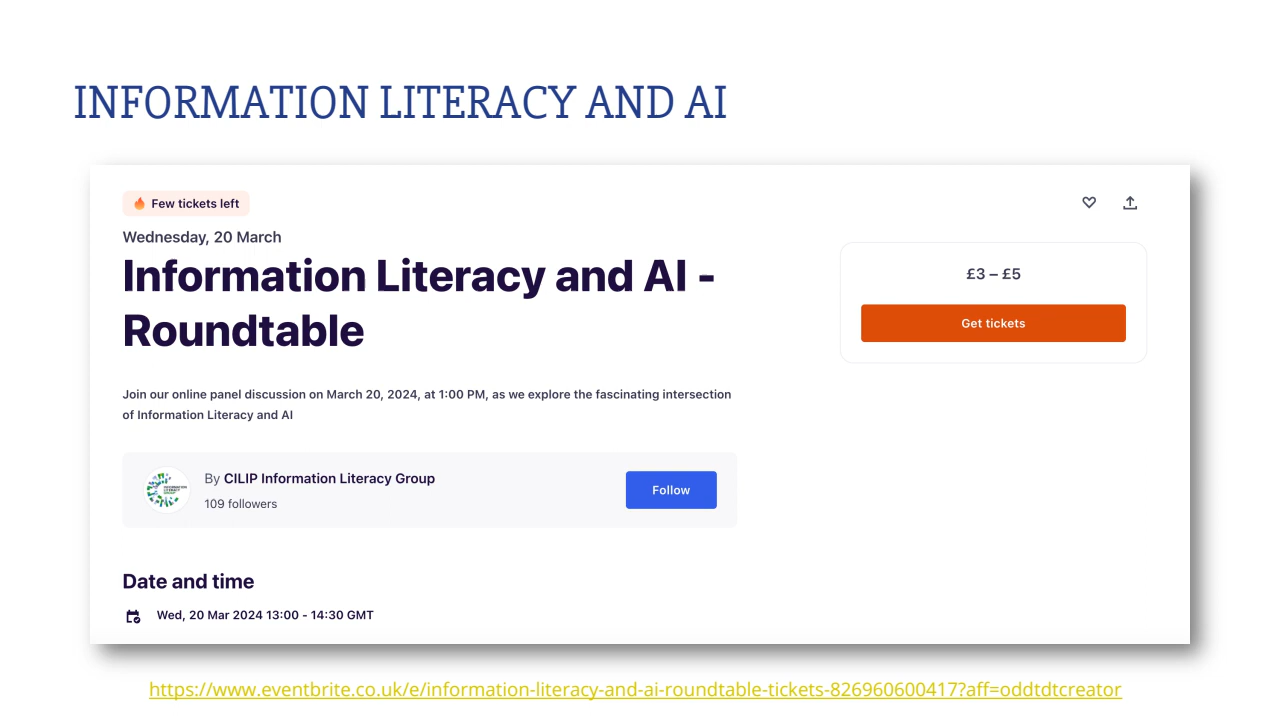 INFORMATION LITERACY AND AI
Few tickets left
Wednesday, 20 March
Information Literacy and AI -
Roundtable
£3 – £5
Get tickets
Join our online panel discussion on March 20, 2024, at 1:00 PM, as we explore the fascinating intersection
of Information Literacy and AI
INFORMATION
LITERACY
GROUP
By CILIP Information Literacy Group
109 followers
Follow
Date and time
Wed, 20 Mar 2024 13:00 - 14:30 GMT
https://www.eventbrite.co.uk/e/information-literacy-and-ai-roundtable-tickets-826960600417?aff=oddtdtcreator